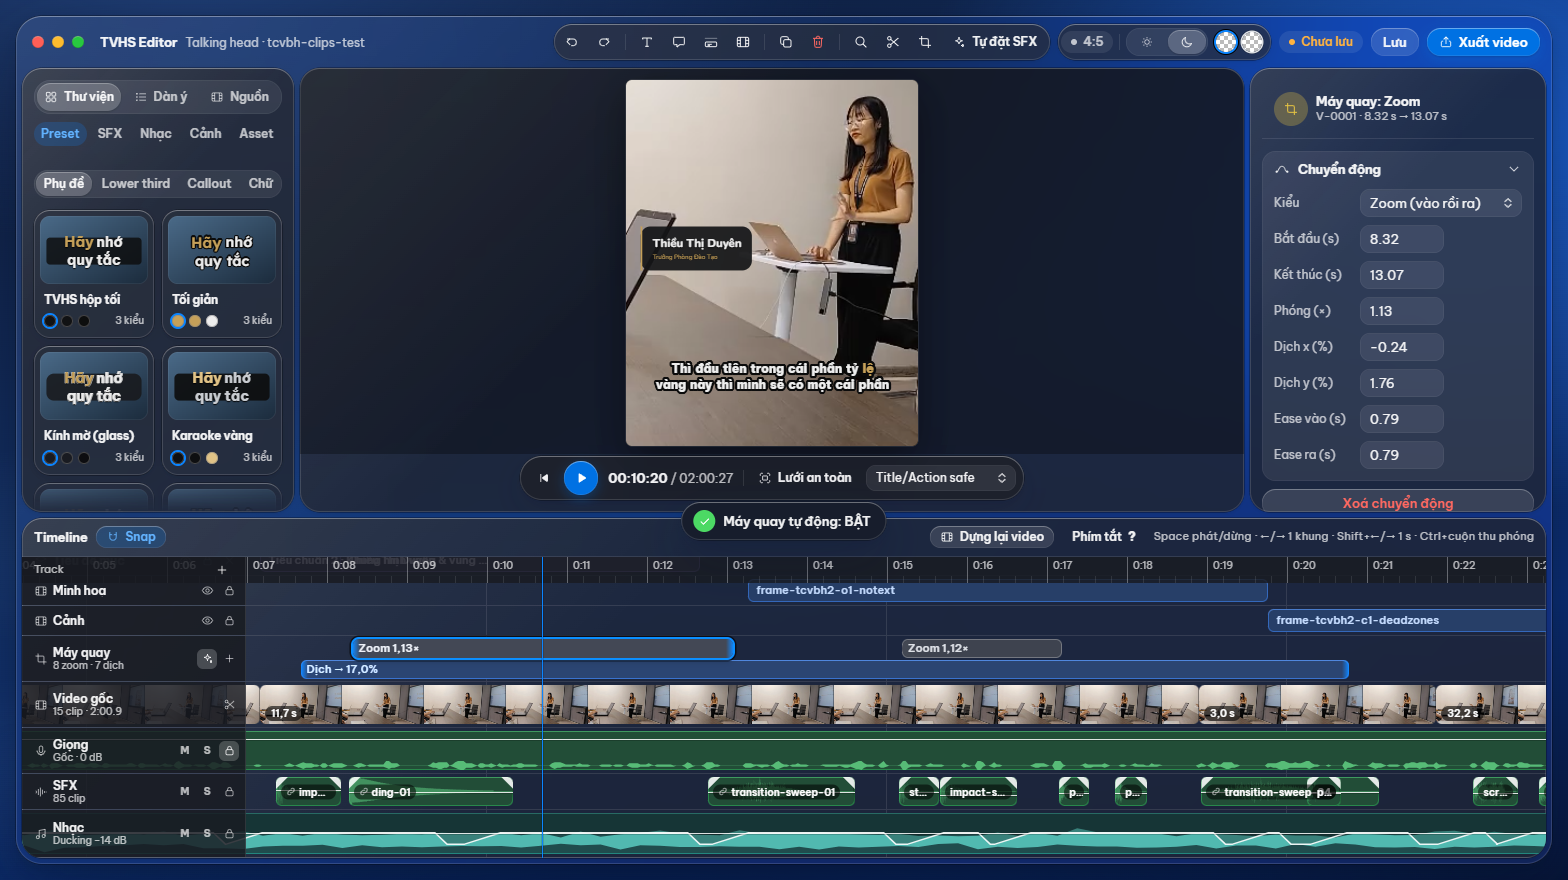 TVHS Editor Talking head · tcvbh-clips-test
Tự đặt SFX
4:5
Chưa lưu
Lưu
Xuất video
Thư viện Dàn ý Nguồn
Preset SFX Nhạc Cảnh Asset
Phụ đề Lower third Callout Chữ
Hãy nhớ
quy tắc
Hãy nhớ
quy tắc
TVHS hộp tối
3 kiểu
Tối giản
3 kiểu
Hãy nhớ
quy tắc
Hãy nhớ
quy tắc
Kính mờ (glass)
3 kiểu
Karaoke vàng
3 kiểu
Thiều Thị Duyên
Trưởng Phòng Đào Tạo
Thì đầu tiên trong cái phần tỷ lệ
vàng này thì mình sẽ có một cái phần
00:10:20 / 02:00:27
Lưới an toàn
Title/Action safe
Máy quay: Zoom
V-0001 · 8.32 s → 13.07 s
Chuyển động
Kiểu Zoom (vào rồi ra)
Bắt đầu (s) 8.32
Kết thúc (s) 13.07
Phóng (×) 1.13
Dịch x (%) -0.24
Dịch y (%) 1.76
Ease vào (s) 0.79
Ease ra (s) 0.79
Xoá chuyển động
Máy quay tự động: BẬT
Timeline Snap
Dựng lại video
Phím tắt ?
Space phát/dừng · ←/→ 1 khung · Shift+←/→ 1 s · Ctrl+cuộn thu phóng
Track
0:05 0:06 0:07 0:08 0:09 0:10 0:11 0:12 0:13 0:14 0:15 0:16 0:17 0:18 0:19 0:20 0:21 0:22
Minh hoạ
frame-tcvbh2-o1-notext
Cảnh
frame-tcvbh2-c1-deadzones
Máy quay
8 zoom · 7 dịch
Zoom 1,13×
Zoom 1,12×
Dịch → 17,0%
Video gốc
15 clip · 2:00.9
11,7 s
3,0 s
32,2 s
Giọng
Gốc · 0 dB
M S
SFX
85 clip
M S
imp...
ding-01
transition-sweep-01
st...
impact-s...
p...
p...
transition-sweep
p...
scr...
Nhạc
Ducking -14 dB
M S